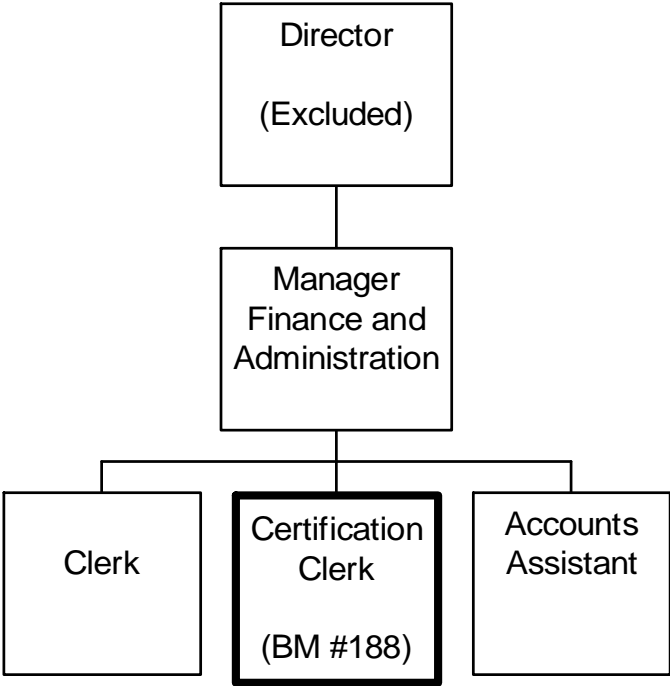 Director
(Excluded)
Manager
Finance and
Administration
Clerk
Certification
Clerk
(BM #188)
Accounts
Assistant